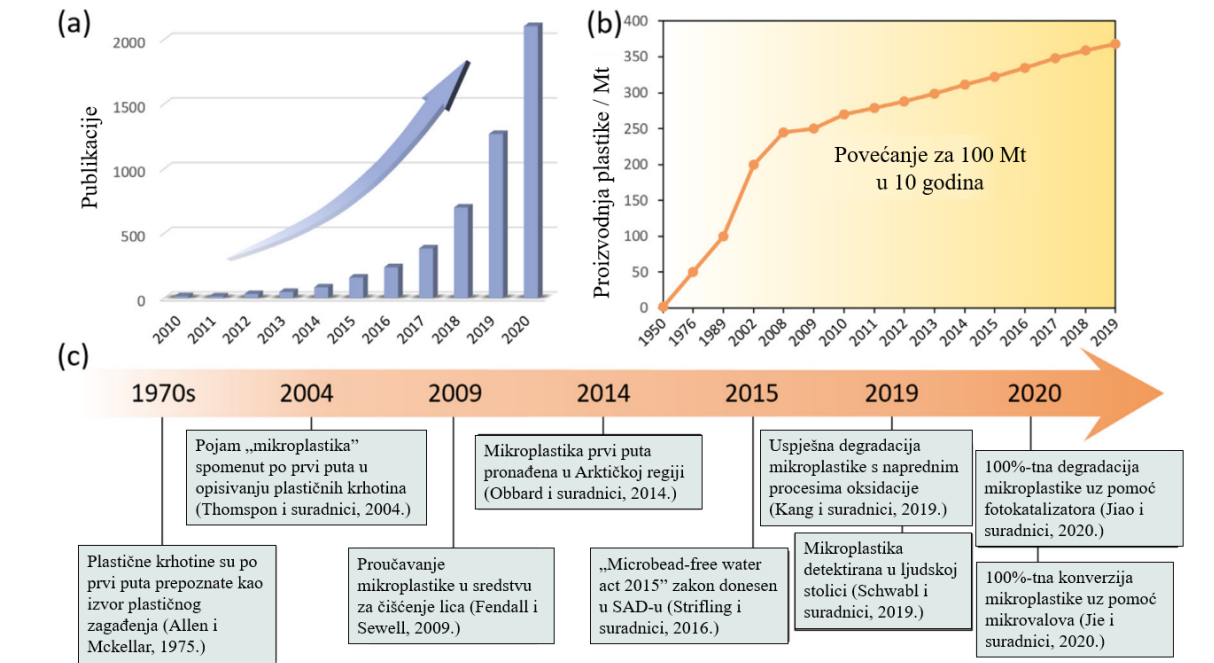 (a)
Publikacije
2000
1500
1000
500
0
2010
2011
2012
2013
2014
2015
2016
2017
2018
2019
2020
(b)
Proizvodnja plastike / Mt
400
350
300
250
200
150
100
50
0
Povećanje za 100 Mt
u 10 godina
1950
1976
1989
2002
2008
2009
2010
2011
2012
2013
2014
2015
2016
2017
2018
2019
(c)
1970s
2004
2009
2014
2015
2019
2020
Plastične krhotine su po
prvi puta prepoznate kao
izvor plastičnog
zagađenja (Allen i
Mckellar, 1975.)
Pojam „mikroplastika”
spomenut po prvi puta u
opisivanju plastičnih krhotina
(Thomspon i suradnici, 2004.)
Proučavanje
mikroplastike u sredstvu
za čišćenje lica (Fendall i
Sewell, 2009.)
Mikroplastika prvi puta
pronađena u Arktičkoj regiji
(Obbard i suradnici, 2014.)
„Microbead-free water
act 2015” zakon donesen
u SAD-u (Strifling i
suradnici, 2016.)
Uspješna degradacija
mikroplastike s naprednim
procesima oksidacije
(Kang i suradnici, 2019.)
Mikroplastika
detektirana u ljudskoj
stolici (Schwabl i
suradnici, 2019.)
100%-tna degradacija
mikroplastike uz pomoć
fotokatalizatora (Jiao i
suradnici, 2020.)
100%-tna konverzija
mikroplastike uz pomoć
mikrovalova (Jie i
suradnici, 2020.)